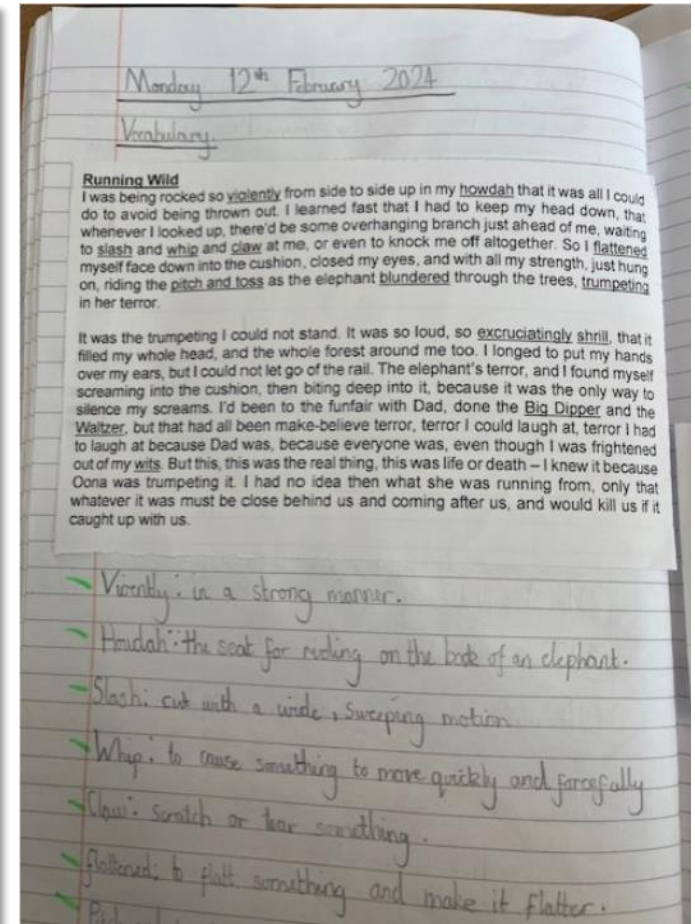 Monday 12th February 2024
Vocabulary.
Running Wild
I was being rocked so violently from side to side up in my howdah that it was all I could
do to avoid being thrown out. I learned fast that I had to keep my head down, that
whenever I looked up, there'd be some overhanging branch just ahead of me, waiting
to slash and whip and claw at me, or even to knock me off altogether. So I flattened
myself face down into the cushion, closed my eyes, and with all my strength, just hung
on, riding the pitch and toss as the elephant blundered through the trees, trumpeting
in her terror.
It was the trumpeting I could not stand. It was so loud, so excruciatingly shrill, that it
filled my whole head, and the whole forest around me too. I longed to put my hands
over my ears, but I could not let go of the rail. The elephant's terror, and I found myself
screaming into the cushion, then biting deep into it, because it was the only way to
silence my screams. I'd been to the funfair with Dad, done the Big Dipper and the
Waltzer, but that had all been make-believe terror, terror I could laugh at, terror I had
to laugh at because Dad was, because everyone was, even though I was frightened
out of my wits. But this, this was the real thing, this was life or death – I knew it because
Oona was trumpeting it. I had no idea then what she was running from, only that
whatever it was must be close behind us and coming after us, and would kill us if it
caught up with us.
: in a strong manner.
Howdah: the seat for riding on the back of an elephant.
Slash: cut with a wide, sweeping motion.
Whip: to cause something to move quickly and forcefully
Claw: scratch or tear something.
flattened: to flatt something and make it flatter.